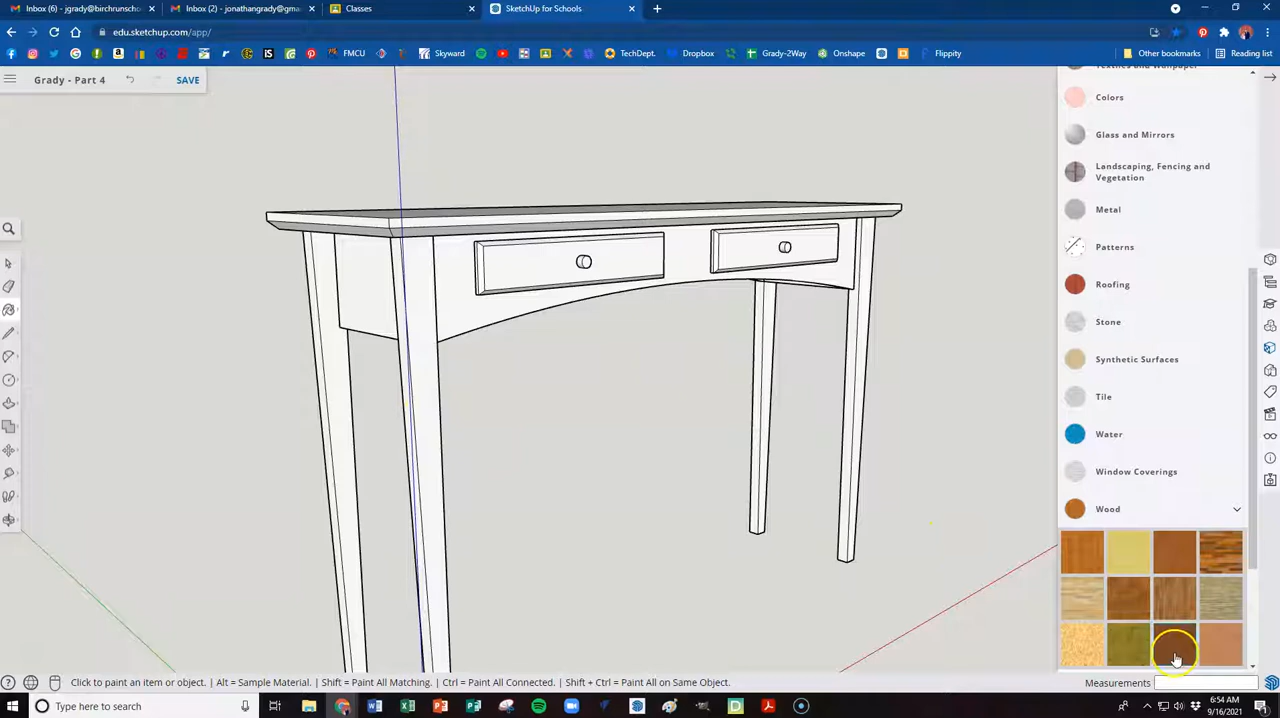 Inbox (6) - jgrady@birchrunscho
Inbox (2) - jonathangrady@gma
Classes
SketchUp for Schools
edu.sketchup.com/app/
FMCU
Skyward
TechDept.
Dropbox
Grady-2Way
Onshape
Flippity
Other bookmarks
Reading list
Grady - Part 4
SAVE
Textiles and Wallpaper
Colors
Glass and Mirrors
Landscaping, Fencing and
Vegetation
Metal
Patterns
Roofing
Stone
Synthetic Surfaces
Tile
Water
Window Coverings
Wood
Click to paint an item or object. | Alt = Sample Material. | Shift = Paint All Matching. | Ctrl = Paint All Connected. | Shift + Ctrl = Paint All on Same Object.
Measurements
Type here to search
6:54 AM
9/16/2021